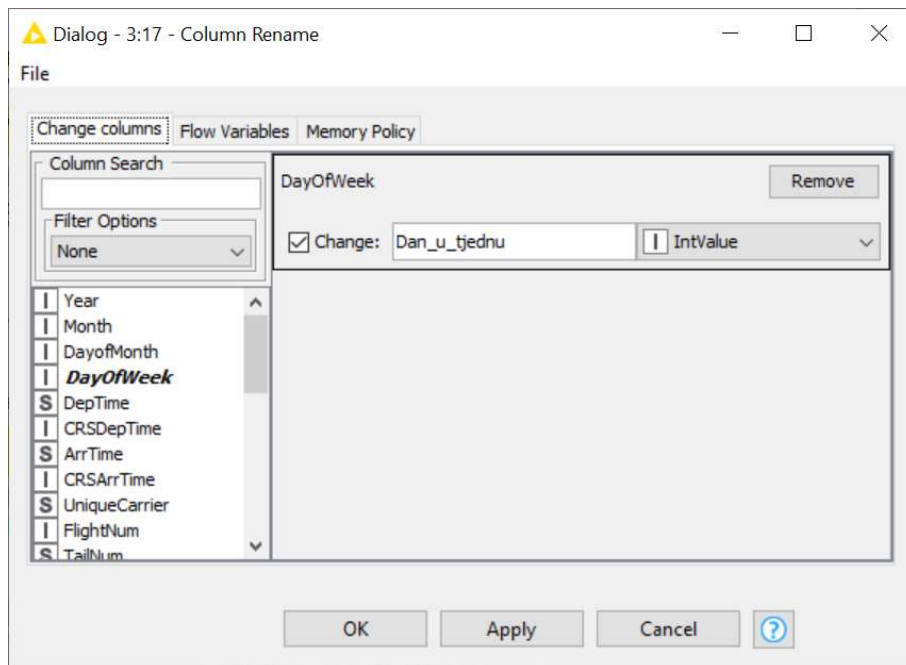 Dialog - 3:17 - Column Rename
File
Change columns Flow Variables Memory Policy
Column Search
Filter Options
None
I Year
I Month
I DayofMonth
I DayOfWeek
S DepTime
I CRSDepTime
S ArrTime
I CRSArrTime
S UniqueCarrier
I FlightNum
S TailNum
DayOfWeek Remove
Change: Dan_u_tjednu I IntValue
OK Apply Cancel ?